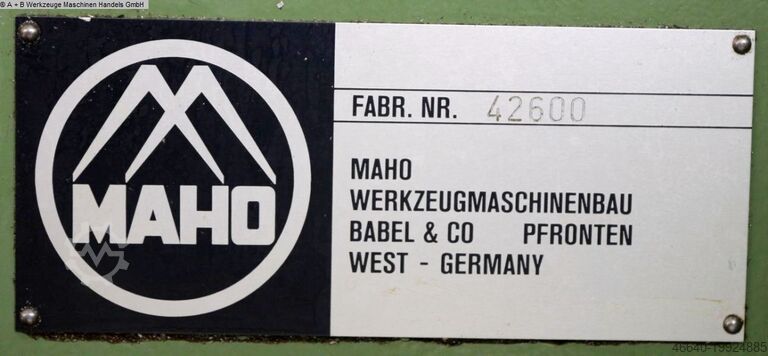 © A + B Werkzeuge Maschinen Handels GmbH
MAHO
FABR. NR. 42600
MAHO
WERKZEUGMASCHINENBAU
BABEL & CO PFRONTEN
WEST - GERMANY
46640-19924885